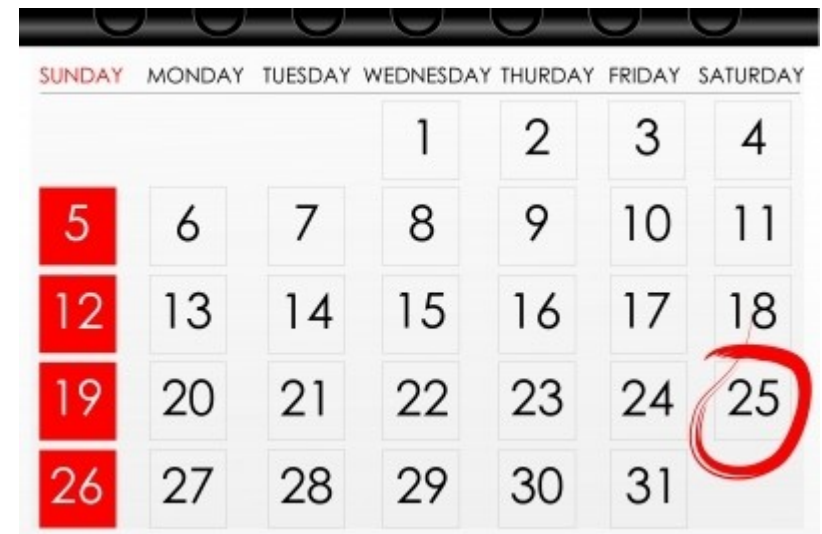 SUNDAY MONDAY TUESDAY WEDNESDAY THURDAY FRIDAY SATURDAY
1 2 3 4
5 6 7 8 9 10 11
12 13 14 15 16 17 18
19 20 21 22 23 24 25
26 27 28 29 30 31